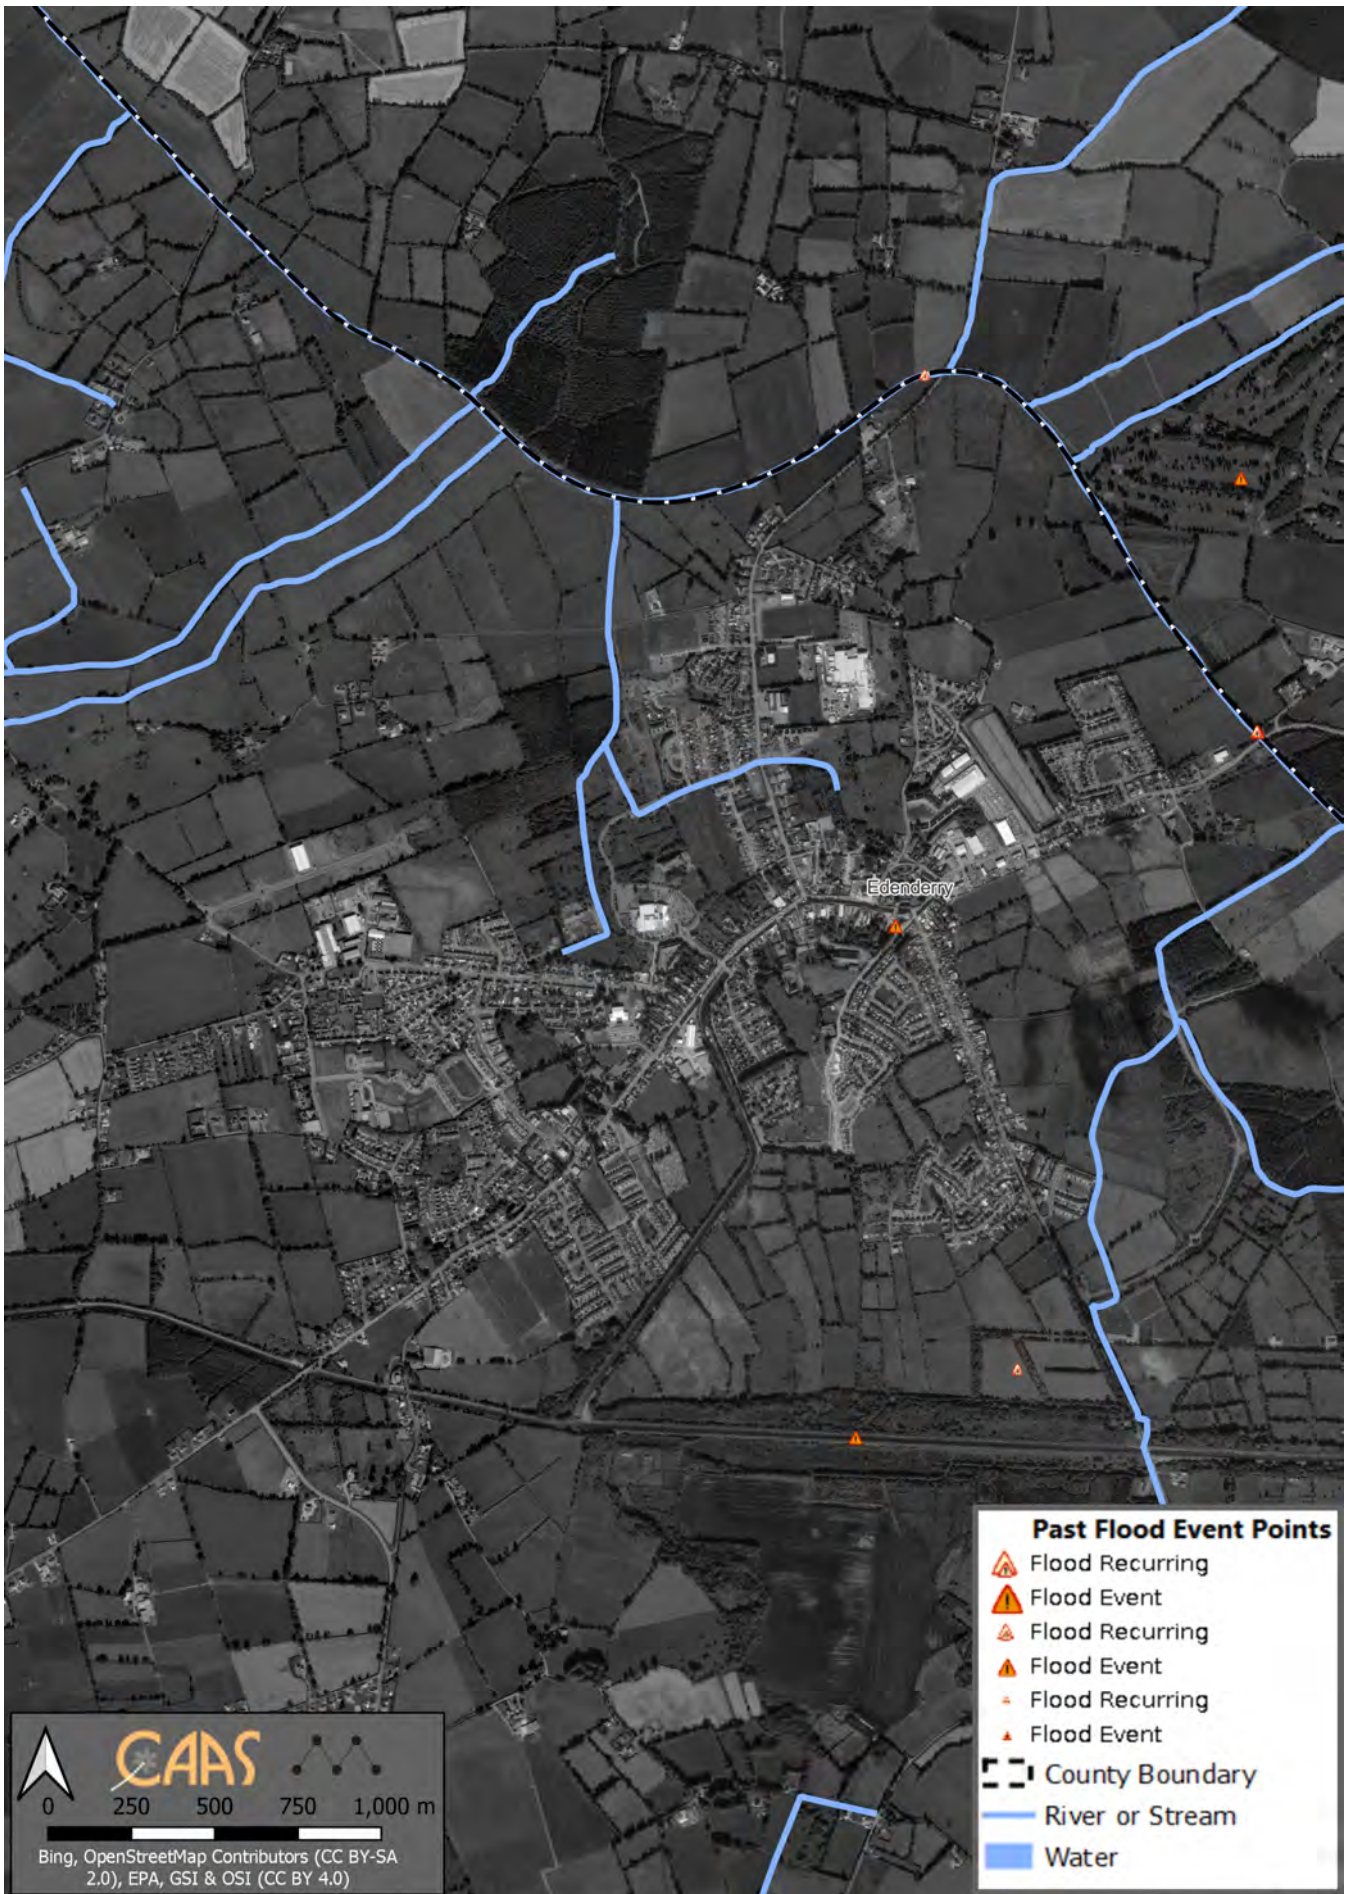 Edenderry
Past Flood Event Points
Flood Recurring
Flood Event
Flood Recurring
Flood Event
Flood Recurring
Flood Event
County Boundary
River or Stream
Water
CAAS
0 250 500 750 1,000 m
Bing, OpenStreetMap Contributors (CC BY-SA
2.0), EPA, GSI & OSI (CC BY 4.0)